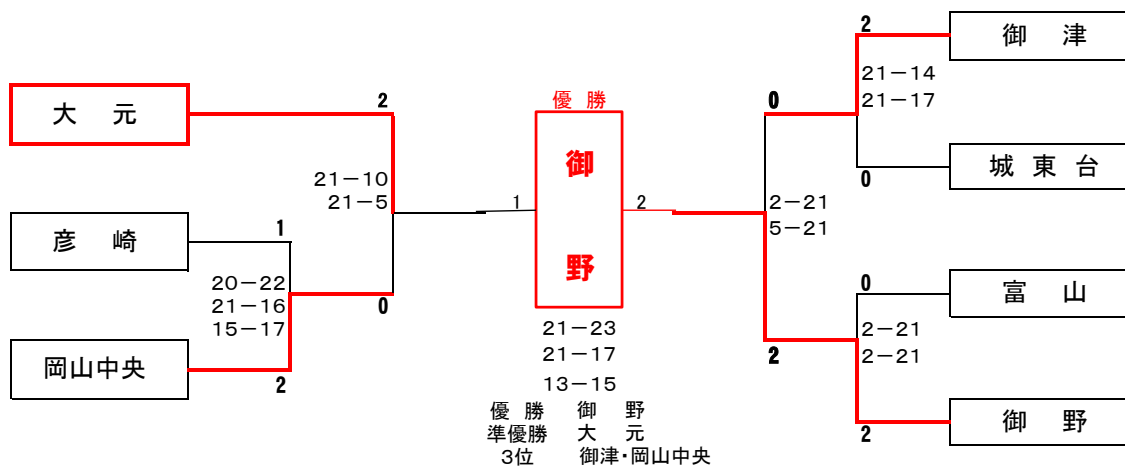 大 元
彦 崎
岡山中央
2
21－10
21－5
0
1
20－22
21－16
15－17
2
優 勝
御
野
1
2
21－23
21－17
13－15
優 勝 御 野
準優勝 大 元
3位 御津・岡山中央
御 津
城 東 台
富 山
御 野
2
21－14
21－17
0
0
2－21
5－21
2
0
2－21
2－21
2